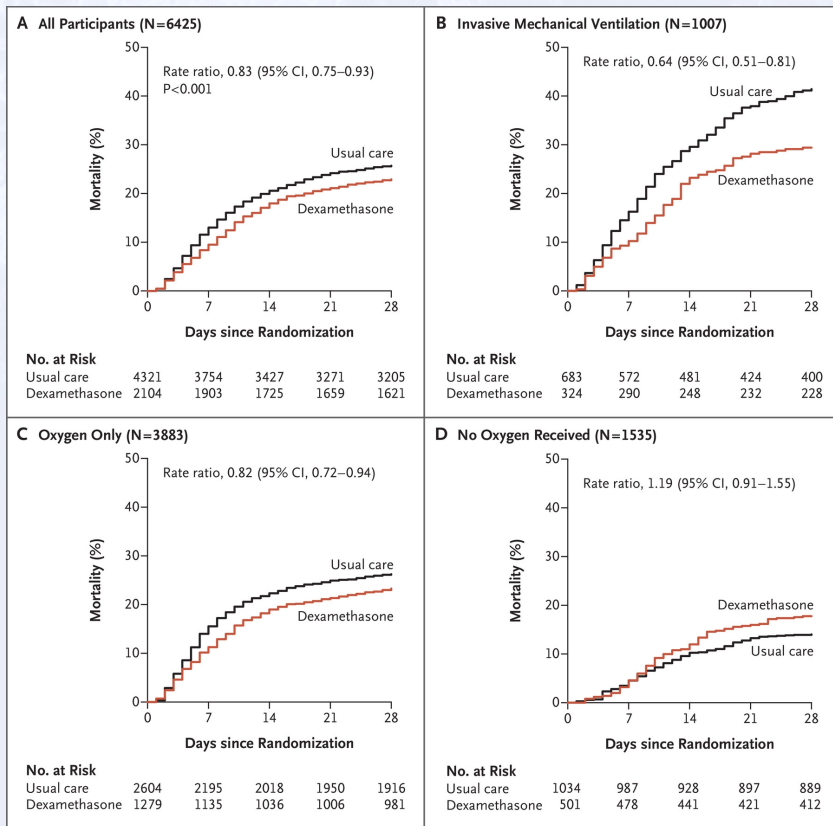 A All Participants (N=6425)
50
40
30
20
10
0
Mortality (%)
Rate ratio, 0.83 (95% CI, 0.75–0.93)
P<0.001
Usual care
Dexamethasone
0 7 14 21 28
Days since Randomization
No. at Risk
Usual care 4321 3754 3427 3271 3205
Dexamethasone 2104 1903 1725 1659 1621
B Invasive Mechanical Ventilation (N=1007)
50
40
30
20
10
0
Mortality (%)
Rate ratio, 0.64 (95% CI, 0.51–0.81)
Usual care
Dexamethasone
0 7 14 21 28
Days since Randomization
No. at Risk
Usual care 683 572 481 424 400
Dexamethasone 324 290 248 232 228
C Oxygen Only (N=3883)
50
40
30
20
10
0
Mortality (%)
Rate ratio, 0.82 (95% CI, 0.72–0.94)
Usual care
Dexamethasone
0 7 14 21 28
Days since Randomization
No. at Risk
Usual care 2604 2195 2018 1950 1916
Dexamethasone 1279 1135 1036 1006 981
D No Oxygen Received (N=1535)
50
40
30
20
10
0
Mortality (%)
Rate ratio, 1.19 (95% CI, 0.91–1.55)
Dexamethasone
Usual care
0 7 14 21 28
Days since Randomization
No. at Risk
Usual care 1034 987 928 897 889
Dexamethasone 501 478 441 421 412